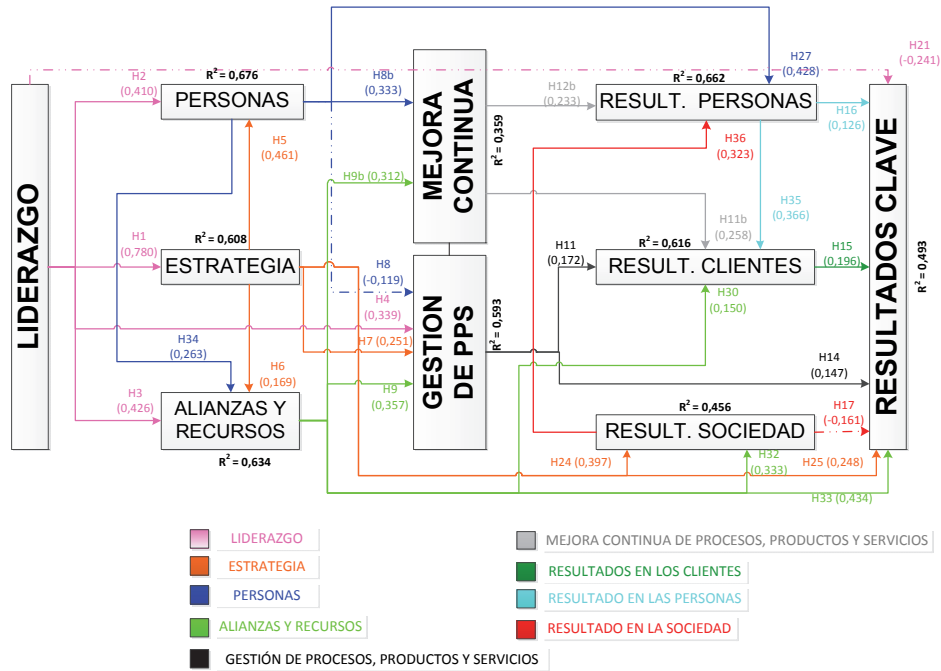 H21
(-0,241)
H2
(0,410)
R² = 0,676
H8b
(0,333)
H27
(0,428)
R² = 0,662
H12b
(0,233)
PERSONAS
RESULT. PERSONAS
H16
(0,126)
H5
(0,461)
H36
(0,323)
MEJORA
CONTINUA
R² = 0,359
H9b (0,312)
H35
(0,366)
LIDERAZGO
H1
(0,780)
R² = 0,608
ESTRATEGIA
H11b
(0,258)
H11
(0,172)
R² = 0,616
RESULT. CLIENTES
H15
(0,196)
RESULTADOS CLAVE
R² = 0,493
H8
(-0,119)
H4
(0,339)
H30
(0,150)
GESTION
DE PPS
R² = 0,593
H34
(0,263)
H7 (0,251)
H6
(0,169)
H9
(0,357)
H14
(0,147)
H3
(0,426)
ALIANZAS Y
RECURSOS
R² = 0,634
R² = 0,456
RESULT. SOCIEDAD
H17
(-0,161)
H24 (0,397)
H32
(0,333)
H25 (0,248)
H33 (0,434)
LIDERAZGO
ESTRATEGIA
PERSONAS
ALIANZAS Y RECURSOS
GESTIÓN DE PROCESOS, PRODUCTOS Y SERVICIOS
MEJORA CONTINUA DE PROCESOS, PRODUCTOS Y SERVICIOS
RESULTADOS EN LOS CLIENTES
RESULTADO EN LAS PERSONAS
RESULTADO EN LA SOCIEDAD